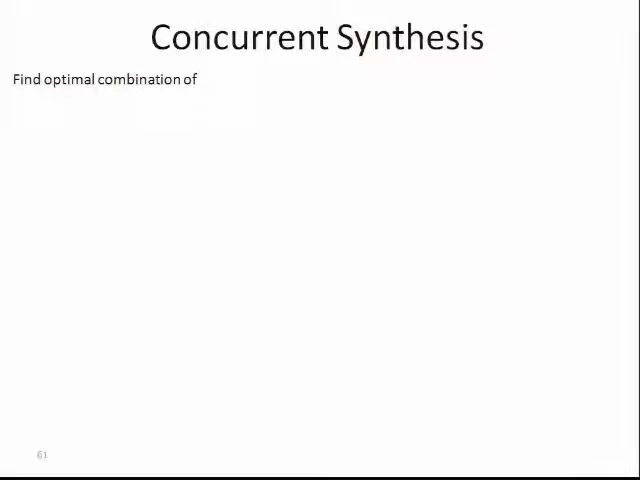 Concurrent Synthesis
Find optimal combination of
61